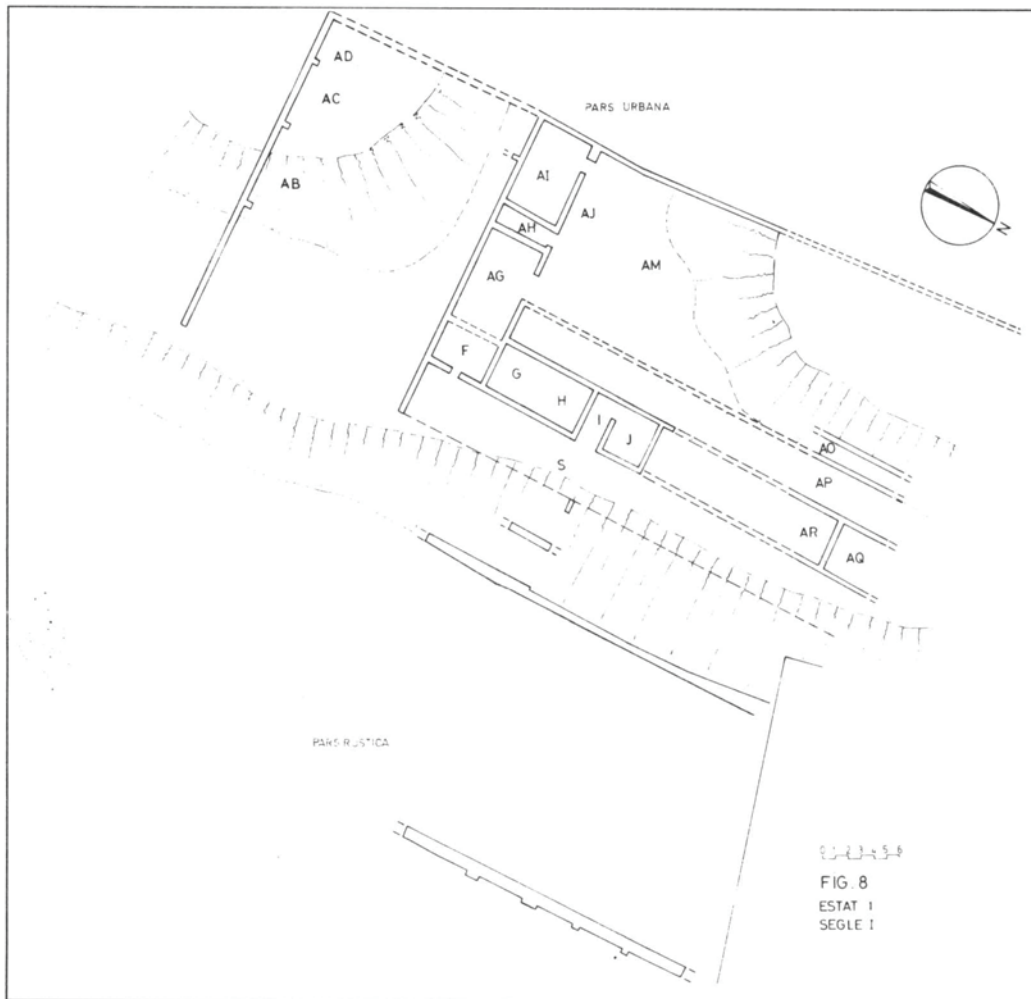 AD
PARS URBANA
AC
AI
AB
AJ
AH
N
AM
AG
F
G
H
I
J
AO
S
AP
AR
AQ
PARS RUSTICA
0 1 2 3 4 5 6
FIG. 8
ESTAT 1
SEGLE I